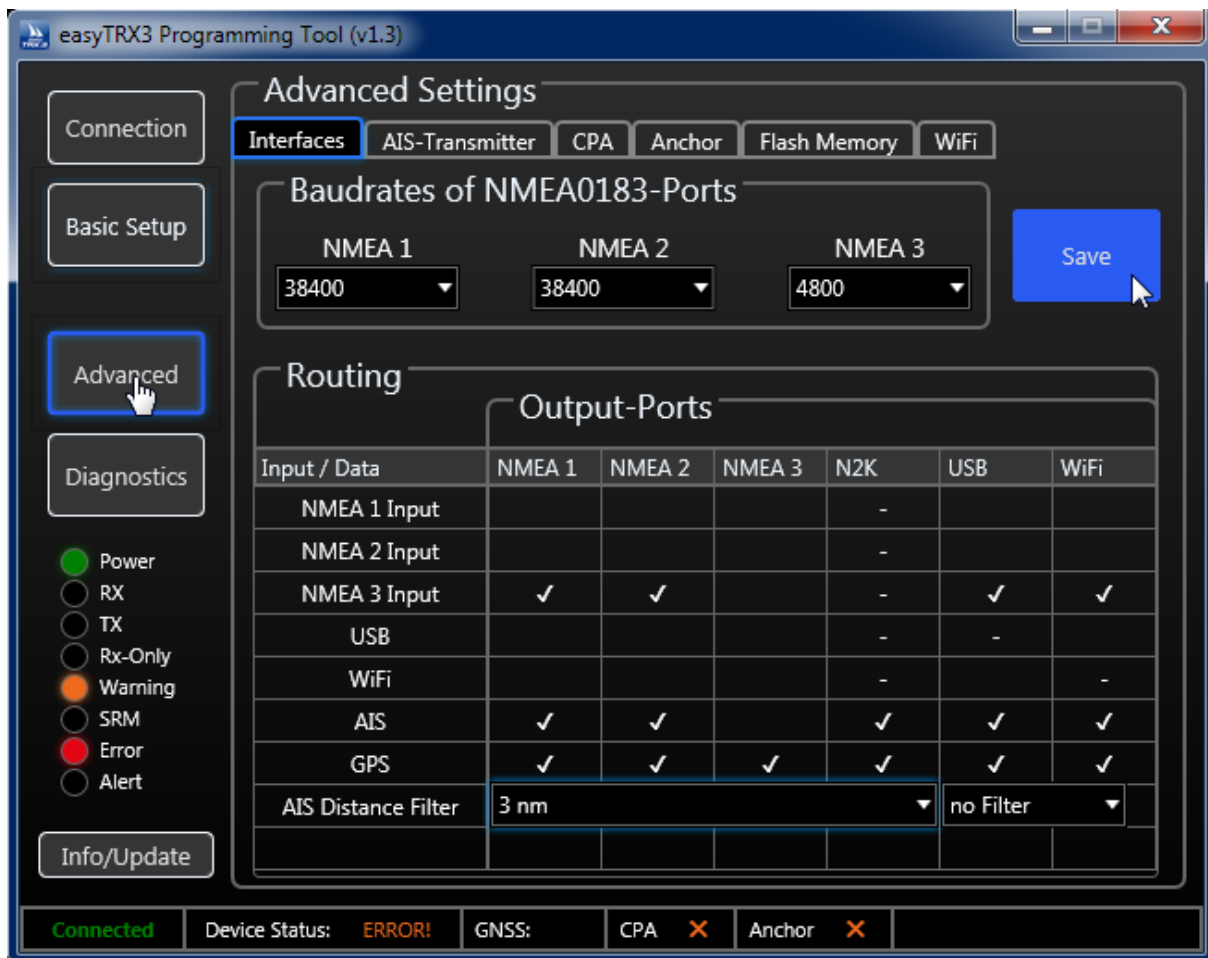 easyTRX3 Programming Tool (v1.3)
Connection
Basic Setup
Advanced
Diagnostics
Power
RX
TX
Rx-Only
Warning
SRM
Error
Alert
Info/Update
Advanced Settings
Interfaces AIS-Transmitter CPA Anchor Flash Memory WiFi
Baudrates of NMEA0183-Ports
NMEA 1 NMEA 2 NMEA 3
38400 38400 4800
Save
Routing
Output-Ports
Input / Data NMEA 1 NMEA 2 NMEA 3 N2K USB WiFi
NMEA 1 Input -
NMEA 2 Input -
NMEA 3 Input ✓ ✓ - ✓ ✓
USB - -
WiFi - -
AIS ✓ ✓ ✓ ✓ ✓
GPS ✓ ✓ ✓ ✓ ✓ ✓
AIS Distance Filter 3 nm no Filter
Connected Device Status: ERROR! GNSS: CPA ✕ Anchor ✕